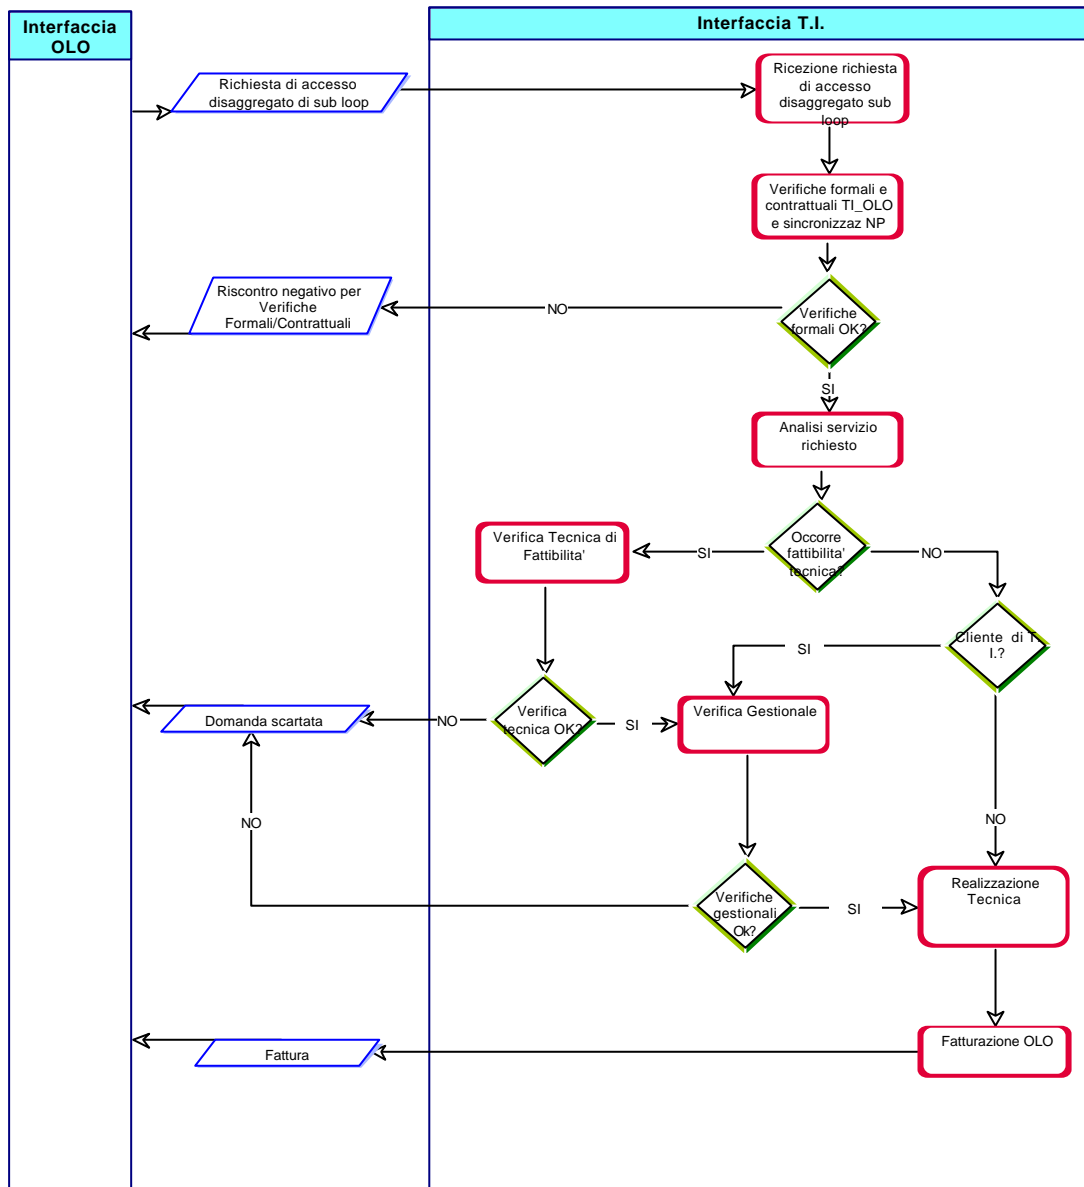 Interfaccia
OLO
Interfaccia T.I.
Richiesta di accesso
disaggregato di sub loop
Ricezione richiesta
di accesso
disaggregato sub
loop
Verifiche formali e
contrattuali TI_OLO
e sincronizzaz NP
Riscontro negativo per
Verifiche
Formali/Contrattuali
NO
Verifiche
formali OK?
SI
Analisi servizio
richiesto
Verifica Tecnica di
Fattibilita'
SI
Occorre
fattibilita'
tecnica?
NO
Cliente di T.
I.?
SI
Domanda scartata
NO
Verifica
tecnica OK?
SI
Verifica Gestionale
NO
NO
Verifiche
gestionali
Ok?
SI
Realizzazione
Tecnica
Fattura
Fatturazione OLO